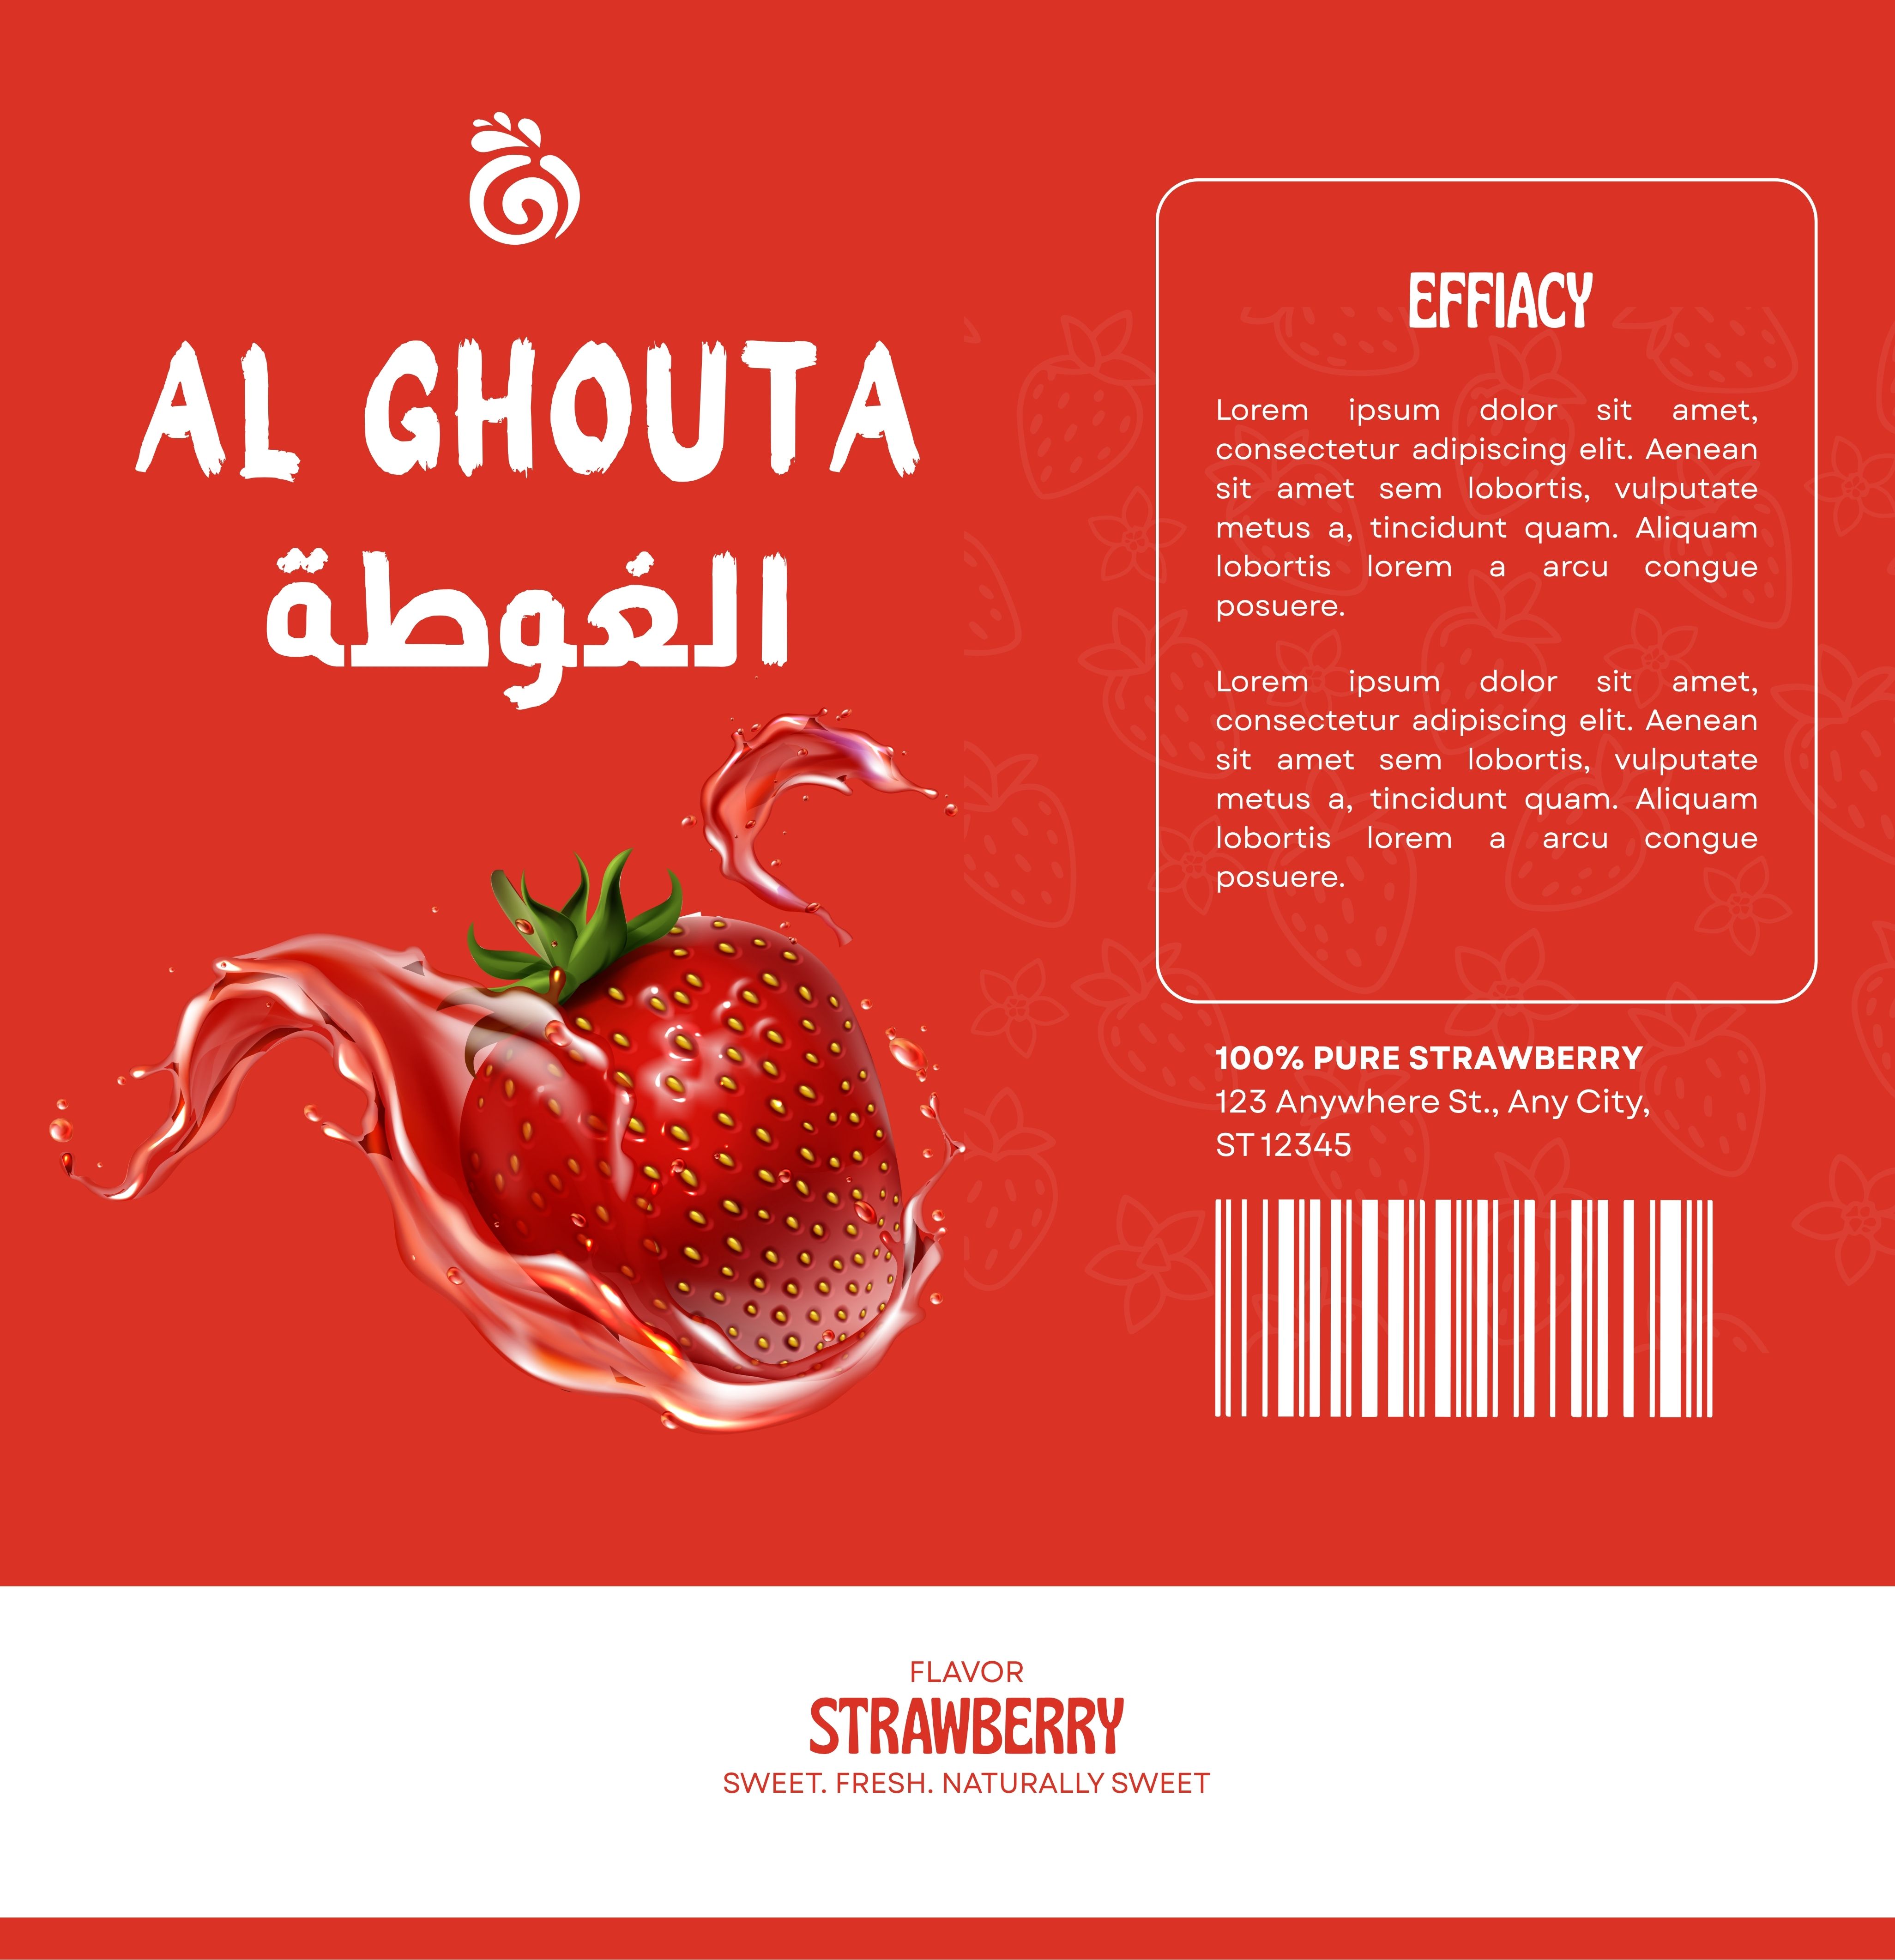 AL GHOUTA
الغوطة
EFFIACY
Lorem ipsum dolor sit amet,
consectetur adipiscing elit. Aenean
sit amet sem lobortis, vulputate
metus a, tincidunt quam. Aliquam
lobortis lorem a arcu congue
posuere.
Lorem ipsum dolor sit amet,
consectetur adipiscing elit. Aenean
sit amet sem lobortis, vulputate
metus a, tincidunt quam. Aliquam
lobortis lorem a arcu congue
posuere.
100% PURE STRAWBERRY
123 Anywhere St., Any City,
ST 12345
FLAVOR
STRAWBERRY
SWEET. FRESH. NATURALLY SWEET